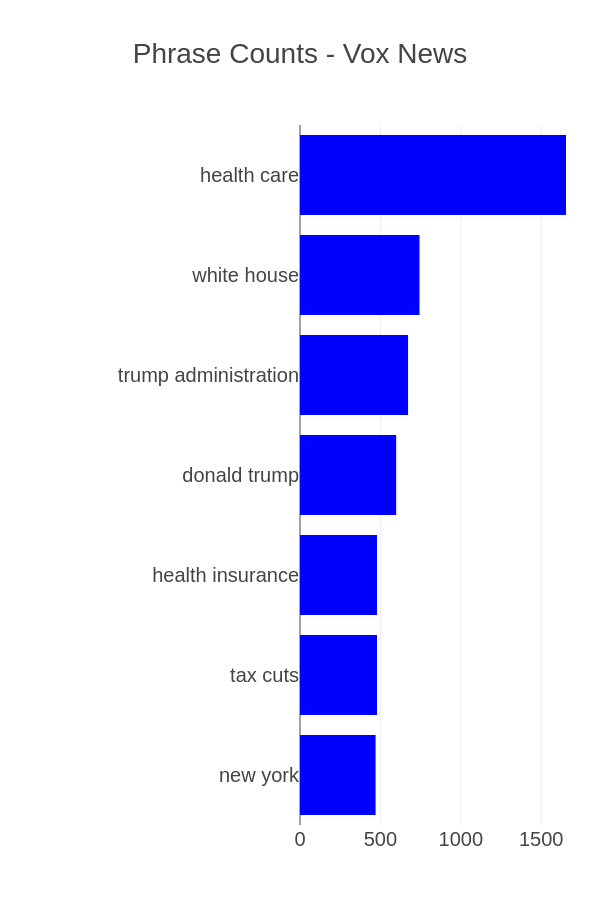 Phrase Counts - Vox News
health care
white house
trump administration
donald trump
health insurance
tax cuts
new york
0 500 1000 1500